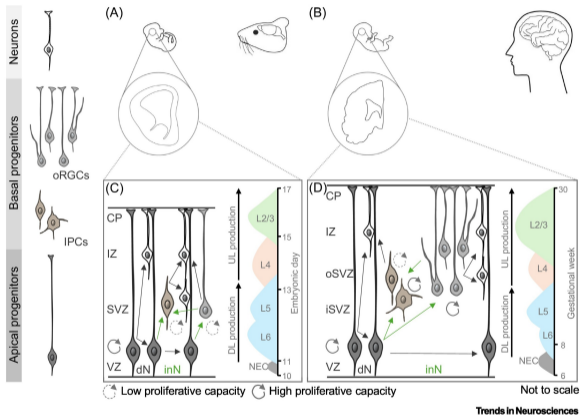 Neurons
Basal progenitors
Apical progenitors
oRGCs
IPCs
(A)
(B)
(C)
CP
IZ
SVZ
VZ
dN
inN
UL production
DL production
L2/3
L4
L5
L6
NEC
17
15
13
11
10
Embryonic day
(D)
CP
IZ
oSVZ
iSVZ
VZ
dN
inN
UL production
DL production
L2/3
L4
L5
L6
NEC
30
8
6
Gestational week
Low proliferative capacity
High proliferative capacity
Not to scale
Trends in Neurosciences